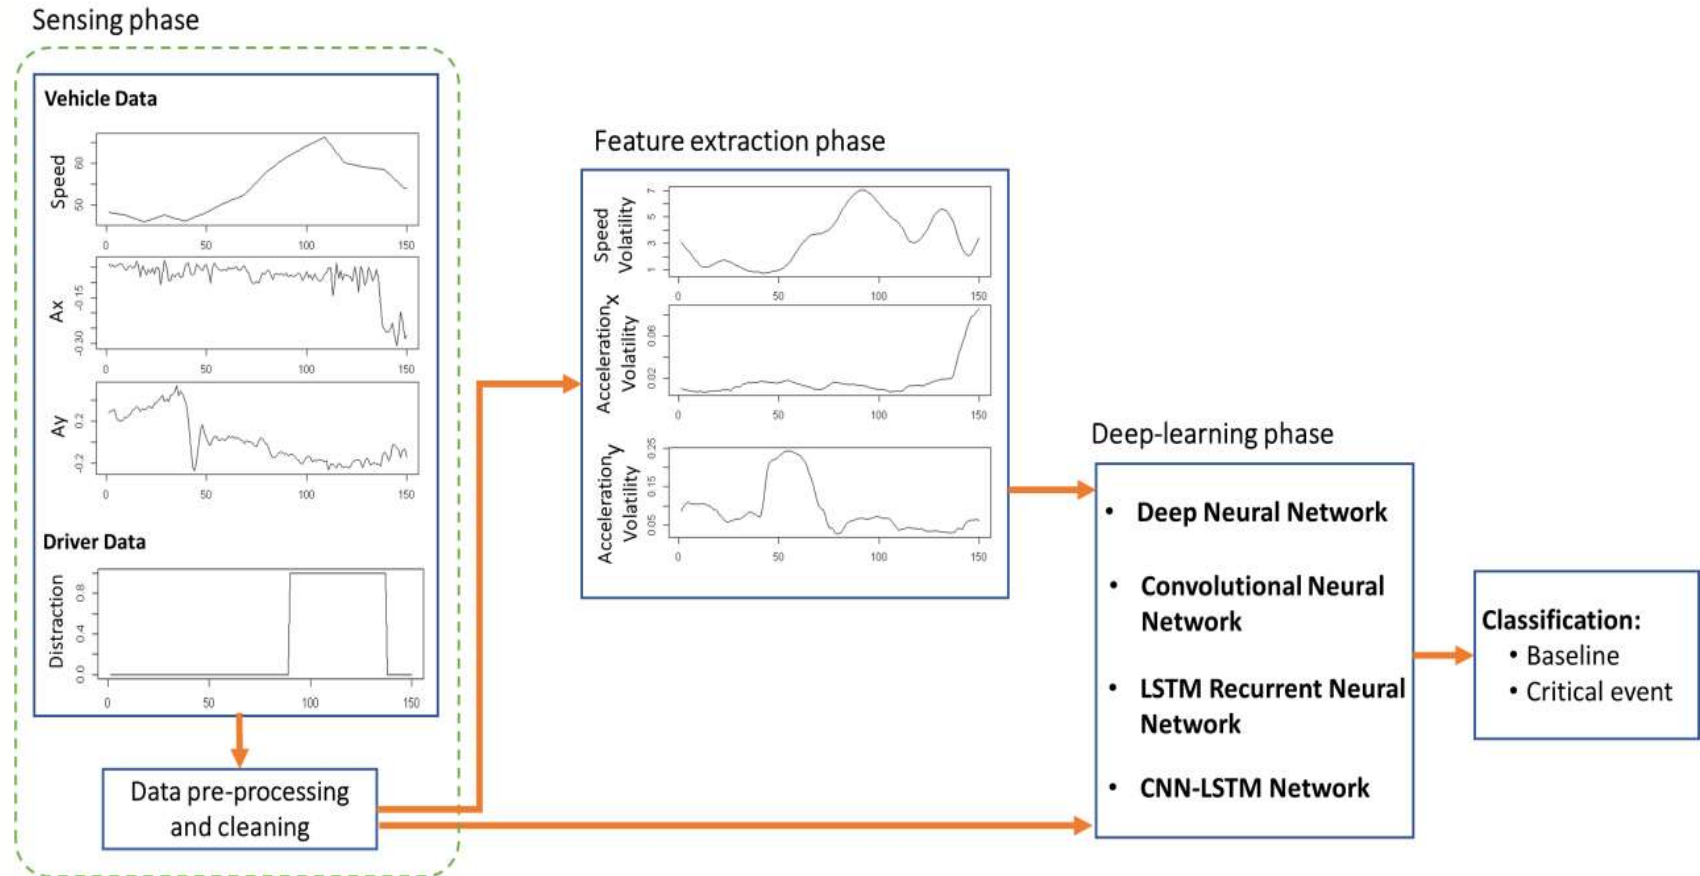 Sensing phase
Vehicle Data
Speed
60
50
0 50 100 150
Ax
-0.15
-0.30
0 50 100 150
Ay
0.2
-0.2
0 50 100 150
Driver Data
Distraction
0.8
0.4
0.0
0 50 100 150
Data pre-processing
and cleaning
Feature extraction phase
Speed
Volatility
7
5
3
1
0 50 100 150
Accelerationx
Volatility
0.06
0.02
0 50 100 150
Accelerationy
Volatility
0.25
0.15
0.05
0 50 100 150
Deep-learning phase
• Deep Neural Network
• Convolutional Neural
Network
• LSTM Recurrent Neural
Network
• CNN-LSTM Network
Classification:
• Baseline
• Critical event